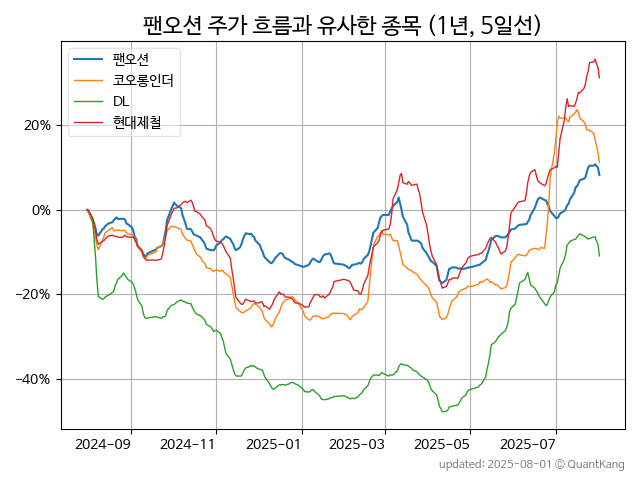 팬오션 주가 흐름과 유사한 종목 (1년, 5일선)
팬오션
코오롱인더
DL
현대제철
20%
0%
−20%
−40%
2024−09
2024−11
2025−01
2025−03
2025−05
2025−07
updated: 2025-08-01 © QuantKang